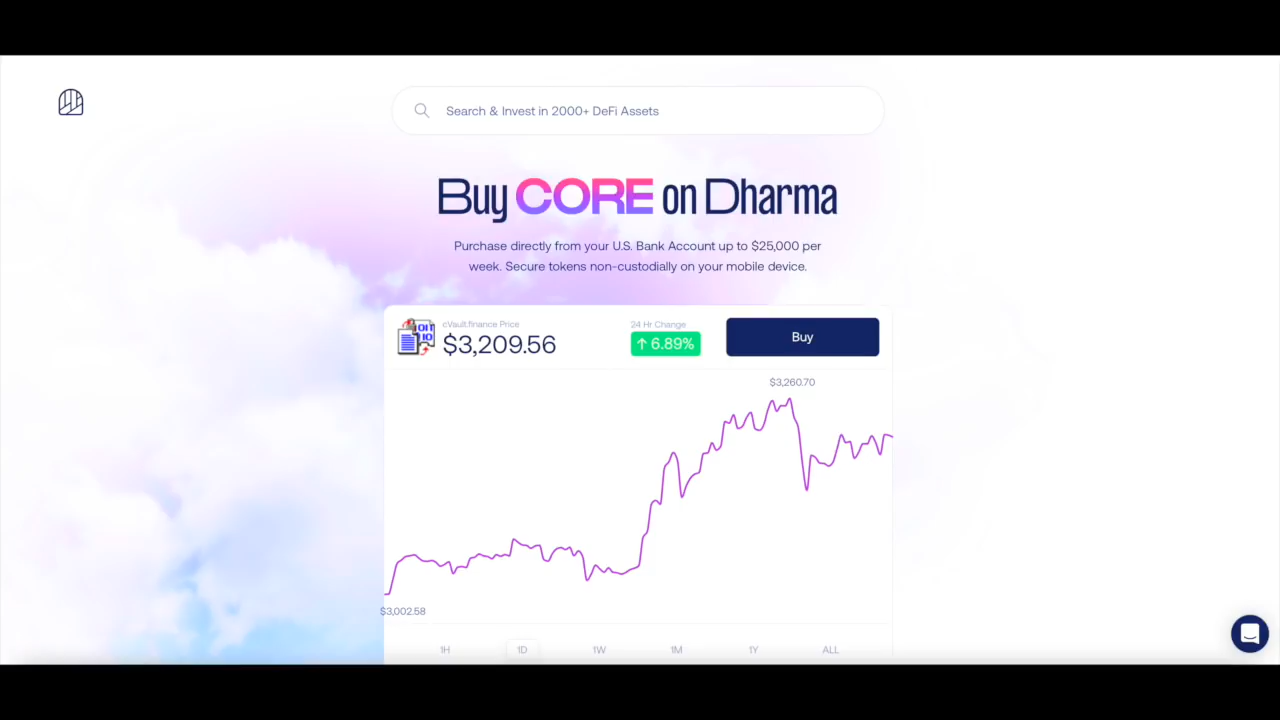 Search & Invest in 2000+ DeFi Assets
Buy CORE on Dharma
Purchase directly from your U.S. Bank Account up to $25,000 per
week. Secure tokens non-custodially on your mobile device.
cVault.finance Price
$3,209.56
24 Hr Change
↑ 6.89%
Buy
$3,260.70
$3,002.58
1H 1D 1W 1M 1Y ALL